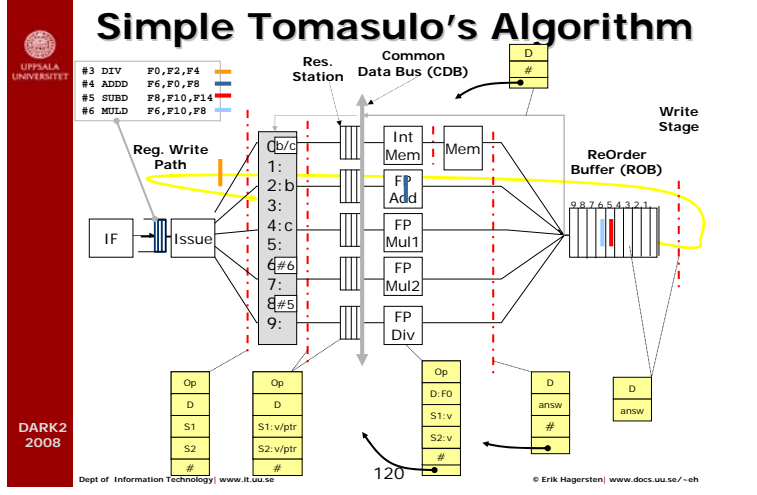 Simple Tomasulo's Algorithm
UPPSALA
UNIVERSITET
#3 DIV F0,F2,F4
#4 ADDD F6,F0,F8
#5 SUBD F8,F10,F14
#6 MULD F6,F10,F8
Res.
Station
Common
Data Bus (CDB)
D
#
Write
Stage
Reg. Write
Path
ReOrder
Buffer (ROB)
0
b/c
1:
2:b
3:
4:c
5:
6
#6
7:
8
#5
9:
Int
Mem
Mem
FP
Add
FP
Mul1
FP
Mul2
FP
Div
IF
Issue
9 8 7 6 5 4 3 2 1
Op
D
S1
S2
#
Op
D
S1:v/ptr
S2:v/ptr
#
Op
D:F0
S1:v
S2:v
#
D
answ
#
D
answ
DARK2
2008
Dept of Information Technology| www.it.uu.se
120
© Erik Hagersten| www.docs.uu.se/~eh